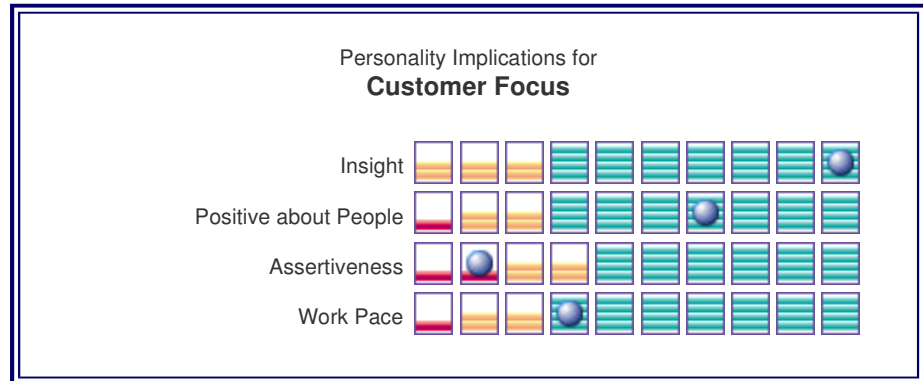 Personality Implications for
Customer Focus
Insight
Positive about People
Assertiveness
Work Pace